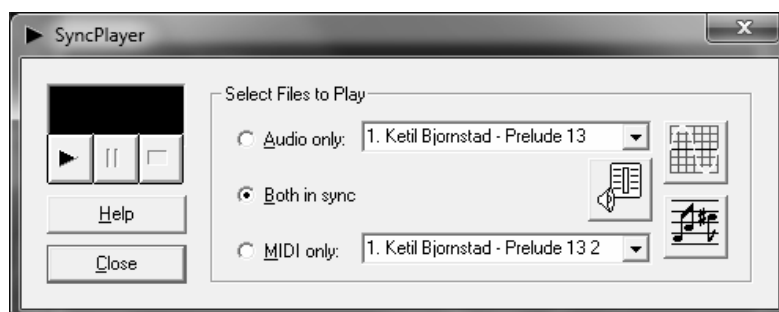 SyncPlayer
Select Files to Play
Audio only: 1. Ketil Bjornstad - Prelude 13
Both in sync
Help
MIDI only: 1. Ketil Bjornstad - Prelude 13 2
Close